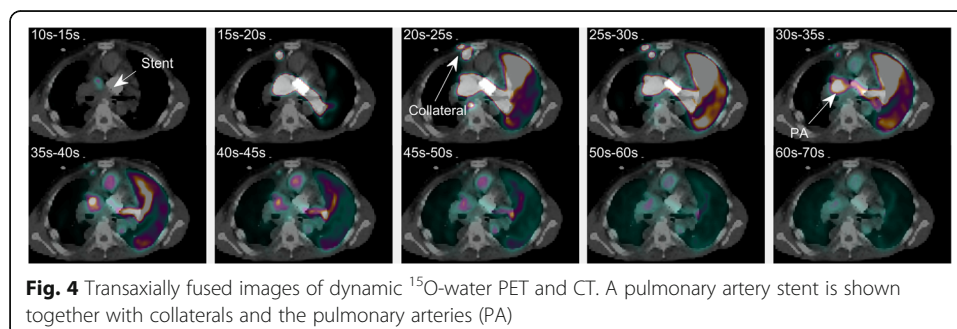 10s-15s
Stent
15s-20s
20s-25s
Collateral
25s-30s
30s-35s
PA
35s-40s
40s-45s
45s-50s
50s-60s
60s-70s
Fig. 4 Transaxially fused images of dynamic ¹⁵O-water PET and CT. A pulmonary artery stent is shown
together with collaterals and the pulmonary arteries (PA)